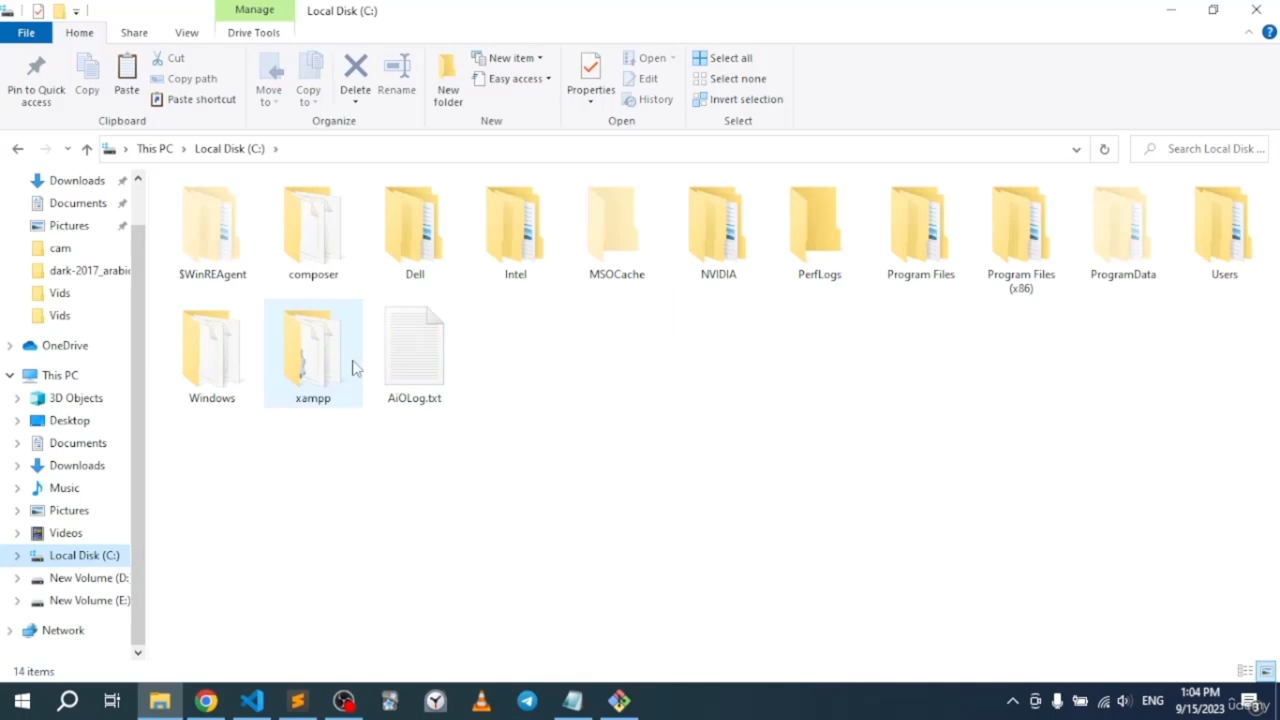 Manage
Local Disk (C:)
File
Home
Share
View
Drive Tools
Pin to Quick
access
Copy
Paste
Cut
Copy path
Paste shortcut
Clipboard
Move
to
Copy
to
Delete
Rename
Organize
New
folder
New item
Easy access
New
Properties
Open
Edit
History
Open
Select all
Select none
Invert selection
Select
This PC
Local Disk (C:)
Search Local Disk ...
Downloads
Documents
Pictures
cam
dark-2017_arabic
Vids
Vids
OneDrive
This PC
3D Objects
Desktop
Documents
Downloads
Music
Pictures
Videos
Local Disk (C:)
New Volume (D:
New Volume (E:)
Network
$WinREAgent
composer
Dell
Intel
MSOCache
NVIDIA
PerfLogs
Program Files
Program Files
(x86)
ProgramData
Users
Windows
xampp
AiOLog.txt
14 items
ENG
1:04 PM
9/15/2023
3
udemy